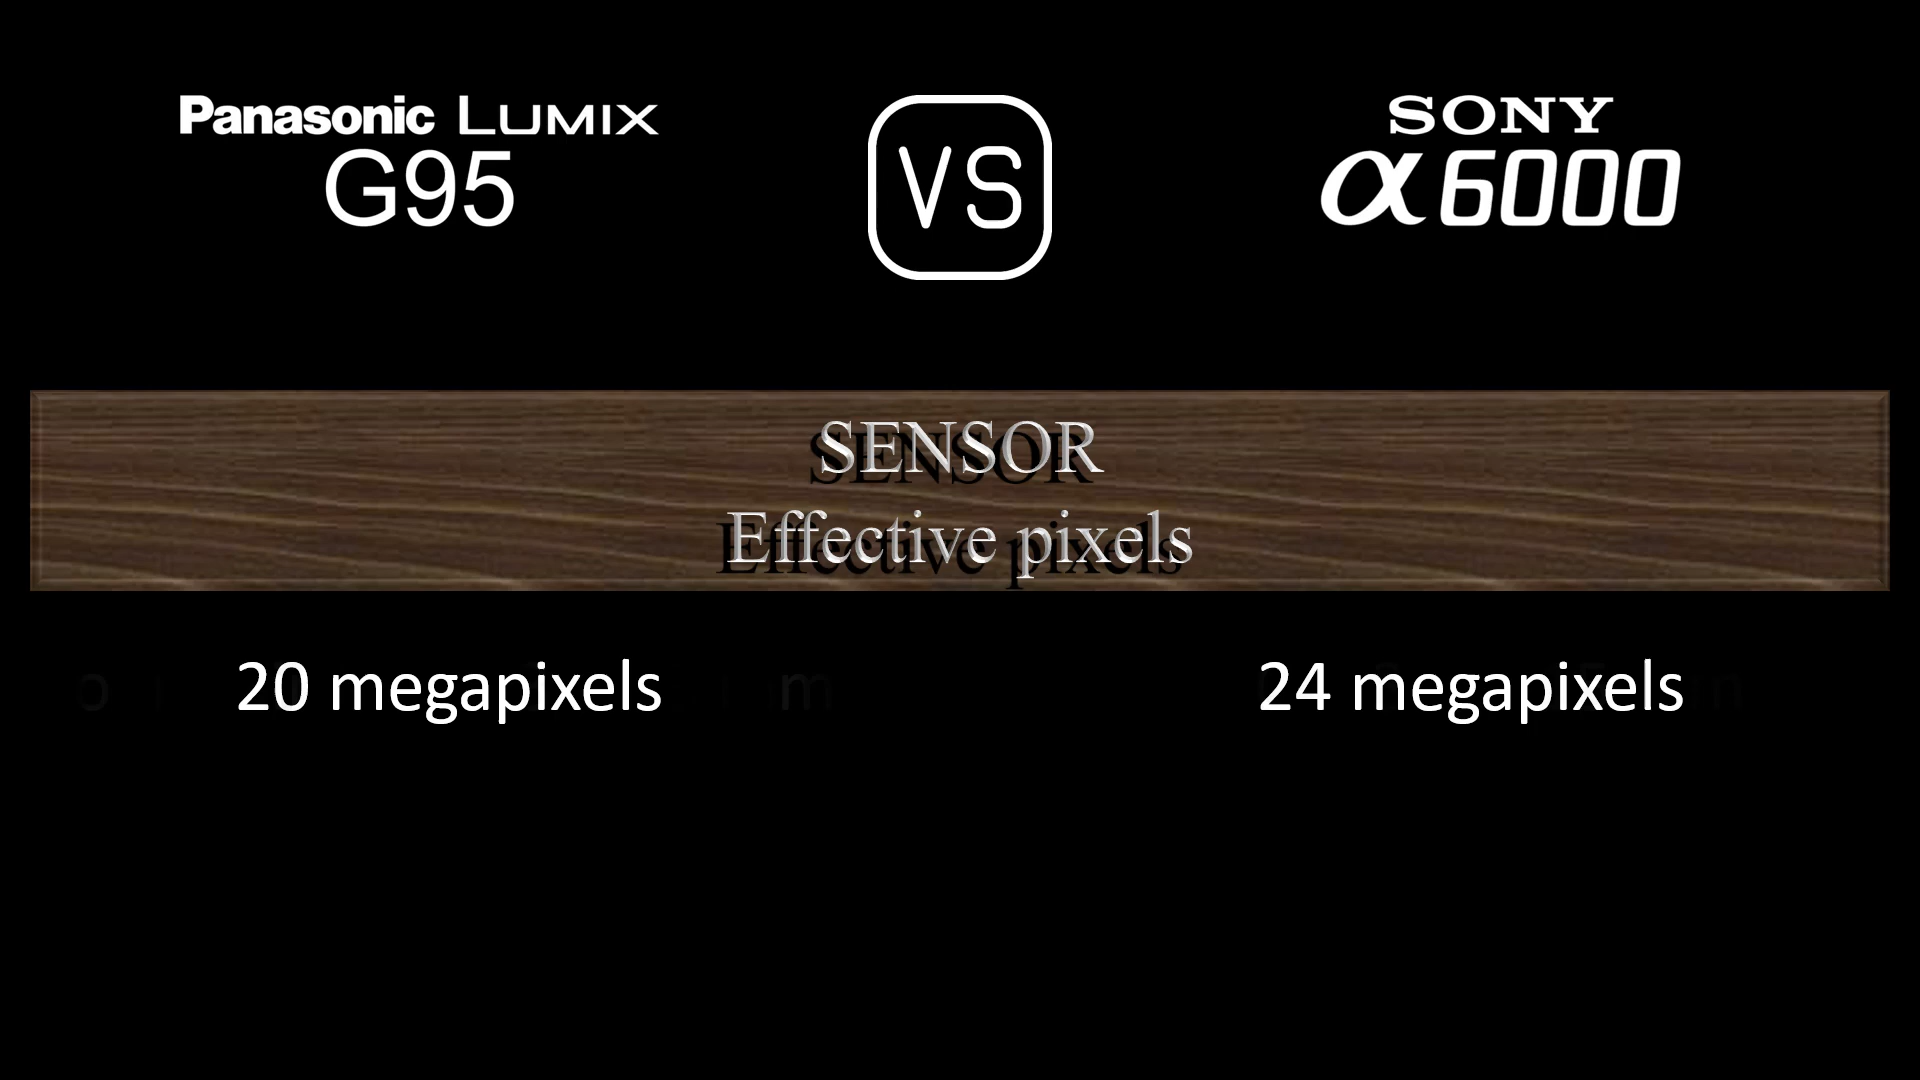 Panasonic LUMIX
G95
VS
SONY
α6000
SENSOR
Effective pixels
20 megapixels
24 megapixels